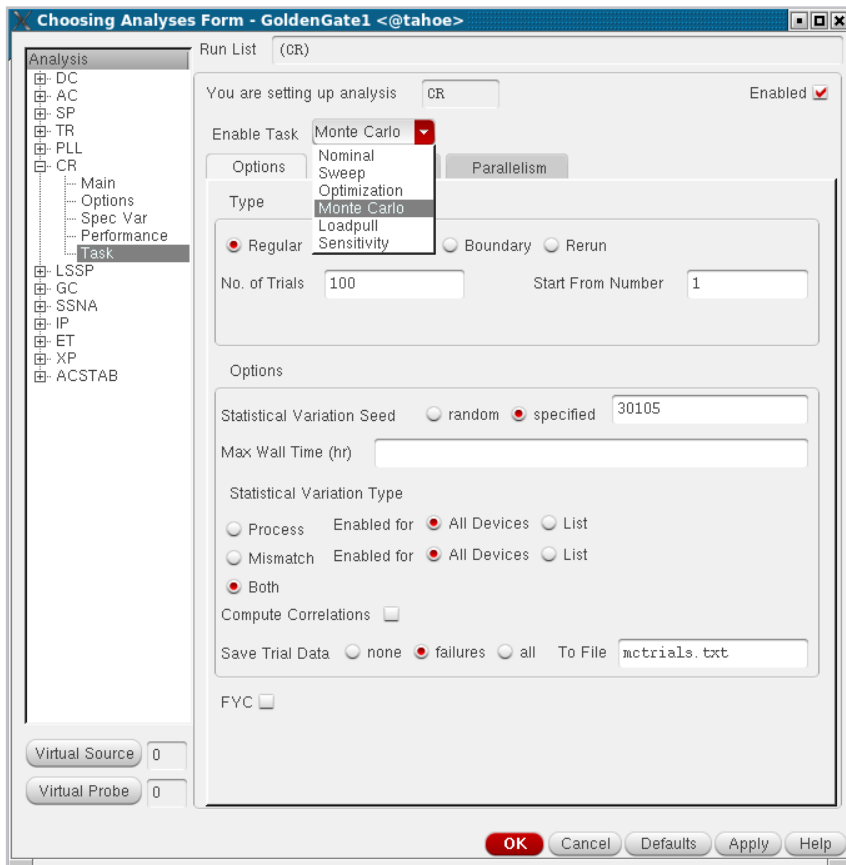 Choosing Analyses Form - GoldenGate1 <@tahoe>
Analysis
DC
AC
SP
TR
PLL
CR
Main
Options
Spec Var
Performance
Task
LSSP
GC
SSNA
IP
ET
XP
ACSTAB
Virtual Source 0
Virtual Probe 0
Run List (CR)
You are setting up analysis CR Enabled
Enable Task Monte Carlo
Nominal
Sweep
Optimization
Monte Carlo
Loadpull
Sensitivity
Options Parallelism
Type
Regular Boundary Rerun
No. of Trials 100 Start From Number 1
Options
Statistical Variation Seed random specified 30105
Max Wall Time (hr)
Statistical Variation Type
Process Enabled for All Devices List
Mismatch Enabled for All Devices List
Both
Compute Correlations
Save Trial Data none failures all To File mctrials.txt
FYC
OK Cancel Defaults Apply Help